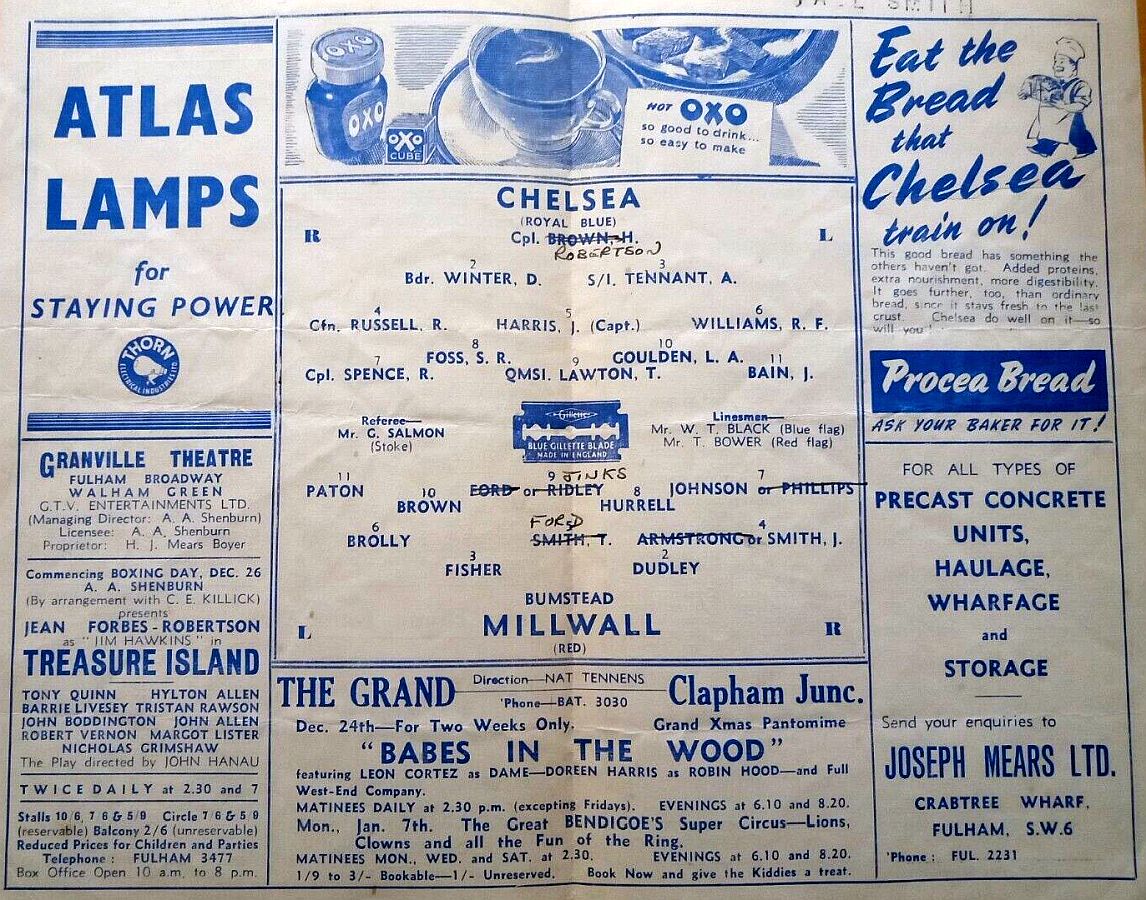 ATLAS
LAMPS
for
STAYING POWER
THORN
ELECTRICAL INDUSTRIES LTD
GRANVILLE THEATRE
FULHAM BROADWAY
WALHAM GREEN
G.T.V. ENTERTAINMENTS LTD.
(Managing Director: A. A. Shenburn)
Licensee: A. A. Shenburn
Proprietor: H. J. Mears Boyer
Commencing BOXING DAY, DEC. 26
A. A. SHENBURN
(By arrangement with C. E. KILLICK)
presents
JEAN FORBES-ROBERTSON
as "JIM HAWKINS" in
TREASURE ISLAND
TONY QUINN HYLTON ALLEN
BARRIE LIVESEY TRISTAN RAWSON
JOHN BODDINGTON JOHN ALLEN
ROBERT VERNON MARGOT LISTER
NICHOLAS GRIMSHAW
The Play directed by JOHN HANAU
TWICE DAILY at 2.30 and 7
Stalls 10/6, 7/6 & 5/9 Circle 7/6 & 5/9
(reservable) Balcony 2/6 (unreservable)
Reduced Prices for Children and Parties
Telephone: FULHAM 3477
Box Office Open 10 a.m. to 8 p.m.
OXO
OXO
OXO
CUBE
HOT OXO
so good to drink...
so easy to make
CHELSEA
(ROYAL BLUE)
R L
Cpl. BROWN, H.
ROBERTSON
2 3
Bdr. WINTER, D. S/I. TENNANT, A.
4 5 6
Cfn. RUSSELL, R. HARRIS, J. (Capt.) WILLIAMS, R. F.
8 10
FOSS, S. R. GOULDEN, L. A.
7 9 11
Cpl. SPENCE, R. QMSI. LAWTON, T. BAIN, J.
Referee—
Mr. G. SALMON
(Stoke)
Gillette
BLUE GILLETTE BLADE
MADE IN ENGLAND
Linesmen—
Mr. W. T. BLACK (Blue flag)
Mr. T. BOWER (Red flag)
11 9 JINKS 7
PATON FORD or RIDLEY JOHNSON or PHILLIPS
10 8
BROWN HURRELL
6 FORD 4
BROLLY SMITH, T. ARMSTRONG or SMITH, J.
3 2
FISHER DUDLEY
BUMSTEAD
MILLWALL
L R
(RED)
THE GRAND Direction—NAT TENNENS Clapham Junc.
'Phone—BAT. 3030
Dec. 24th—For Two Weeks Only. Grand Xmas Pantomime
"BABES IN THE WOOD"
featuring LEON CORTEZ as DAME—DOREEN HARRIS as ROBIN HOOD—and Full
West-End Company.
MATINEES DAILY at 2.30 p.m. (excepting Fridays). EVENINGS at 6.10 and 8.20.
Mon., Jan. 7th. The Great BENDIGOE'S Super Circus—Lions,
Clowns and all the Fun of the Ring.
MATINEES MON., WED. and SAT. at 2.30. EVENINGS at 6.10 and 8.20.
1/9 to 3/- Bookable—1/- Unreserved. Book Now and give the Kiddies a treat.
Eat the
Bread
that
Chelsea
train on!
This good bread has something the
others haven't got. Added proteins,
extra nourishment, more digestibility.
It goes further, too, than ordinary
bread, since it stays fresh to the last
crust. Chelsea do well on it—so
will you!
Procea Bread
ASK YOUR BAKER FOR IT!
FOR ALL TYPES OF
PRECAST CONCRETE
UNITS,
HAULAGE,
WHARFAGE
and
STORAGE
Send your enquiries to
JOSEPH MEARS LTD.
CRABTREE WHARF,
FULHAM, S.W.6
'Phone: FUL. 2231